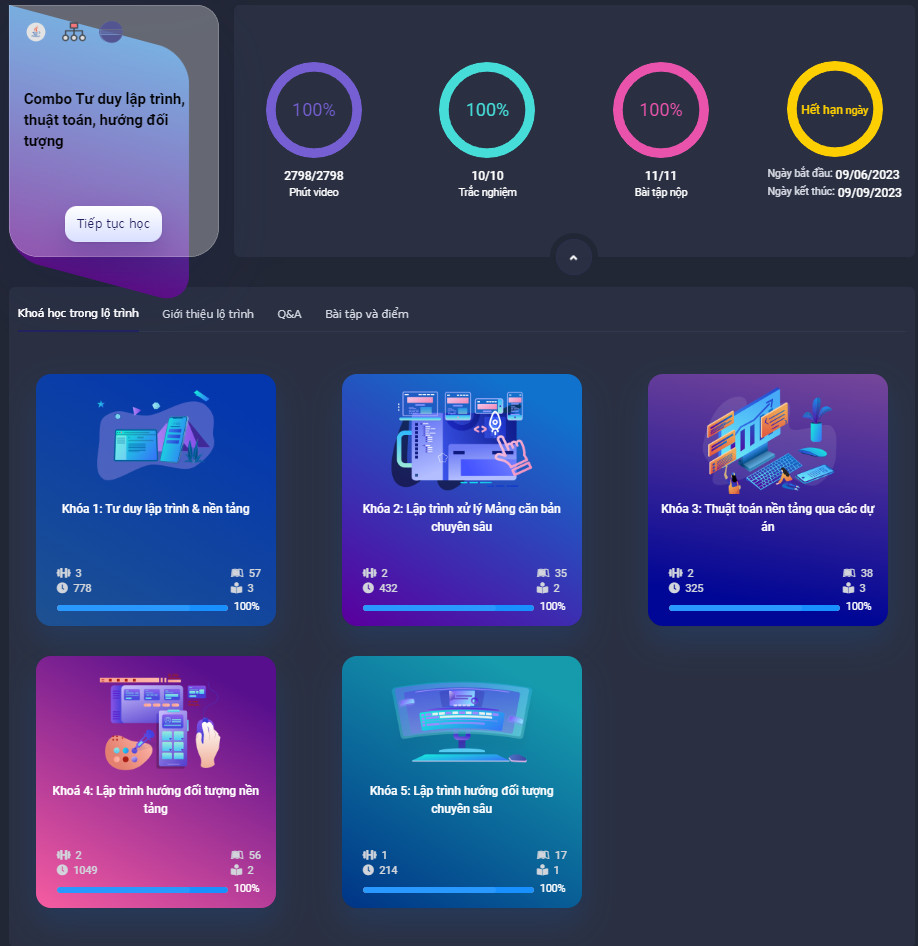 Combo Tư duy lập trình,
thuật toán, hướng đối
tượng
Tiếp tục học
100%
2798/2798
Phút video
100%
10/10
Trắc nghiệm
100%
11/11
Bài tập nộp
Hết hạn ngày
Ngày bắt đầu: 09/06/2023
Ngày kết thúc: 09/09/2023
Khoá học trong lộ trình
Giới thiệu lộ trình
Q&A
Bài tập và điểm
Khóa 1: Tư duy lập trình & nền tảng
3
57
778
3
100%
Khóa 2: Lập trình xử lý Mảng căn bản
chuyên sâu
2
35
432
2
100%
Khóa 3: Thuật toán nền tảng qua các dự
án
2
38
325
3
100%
Khoá 4: Lập trình hướng đối tượng nền
tảng
2
56
1049
2
100%
Khóa 5: Lập trình hướng đối tượng
chuyên sâu
1
17
214
1
100%